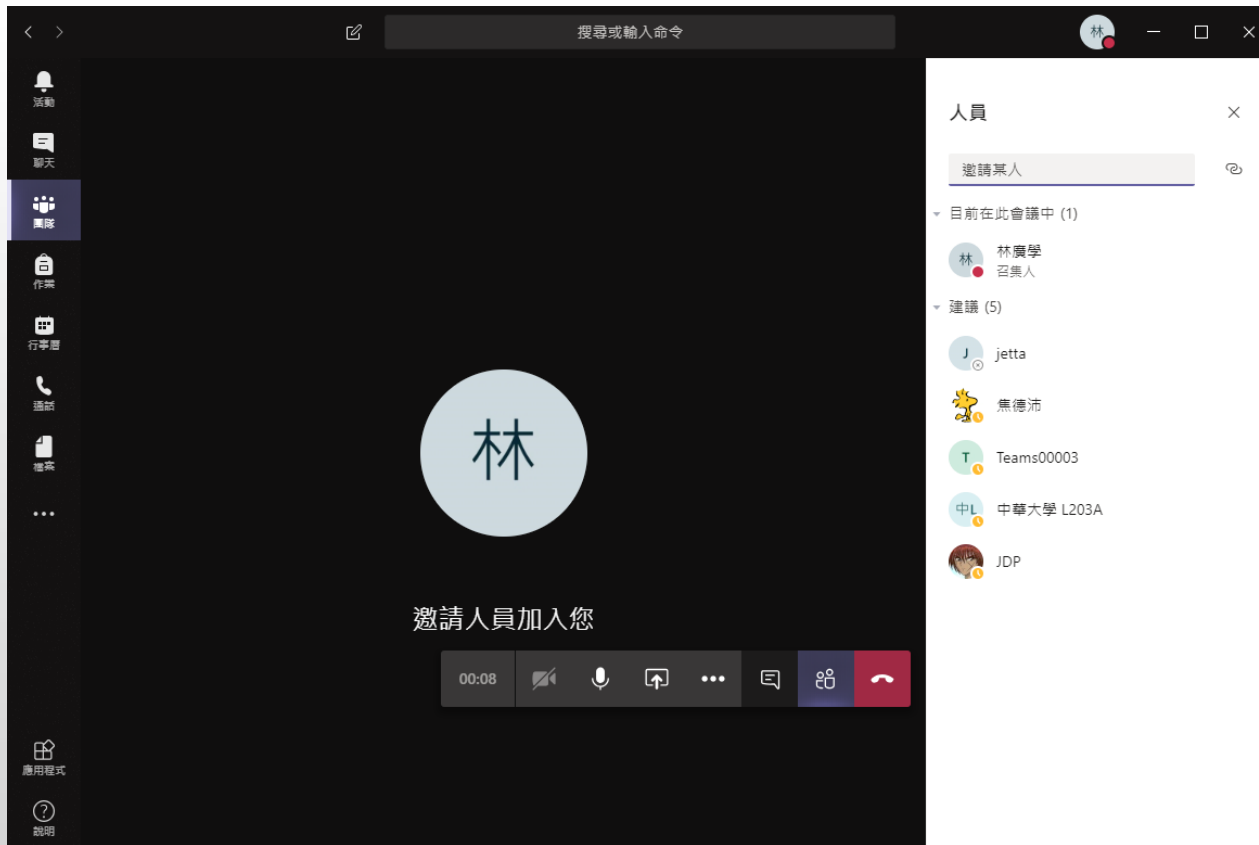 搜尋或輸入命令
林
活動
聊天
團隊
作業
行事曆
通話
檔案
應用程式
說明
林
邀請人員加入您
00:08
人員
邀請某人
目前在此會議中 (1)
林
林廣學
召集人
建議 (5)
J
jetta
焦德沛
T
Teams00003
中L
中華大學 L203A
JDP